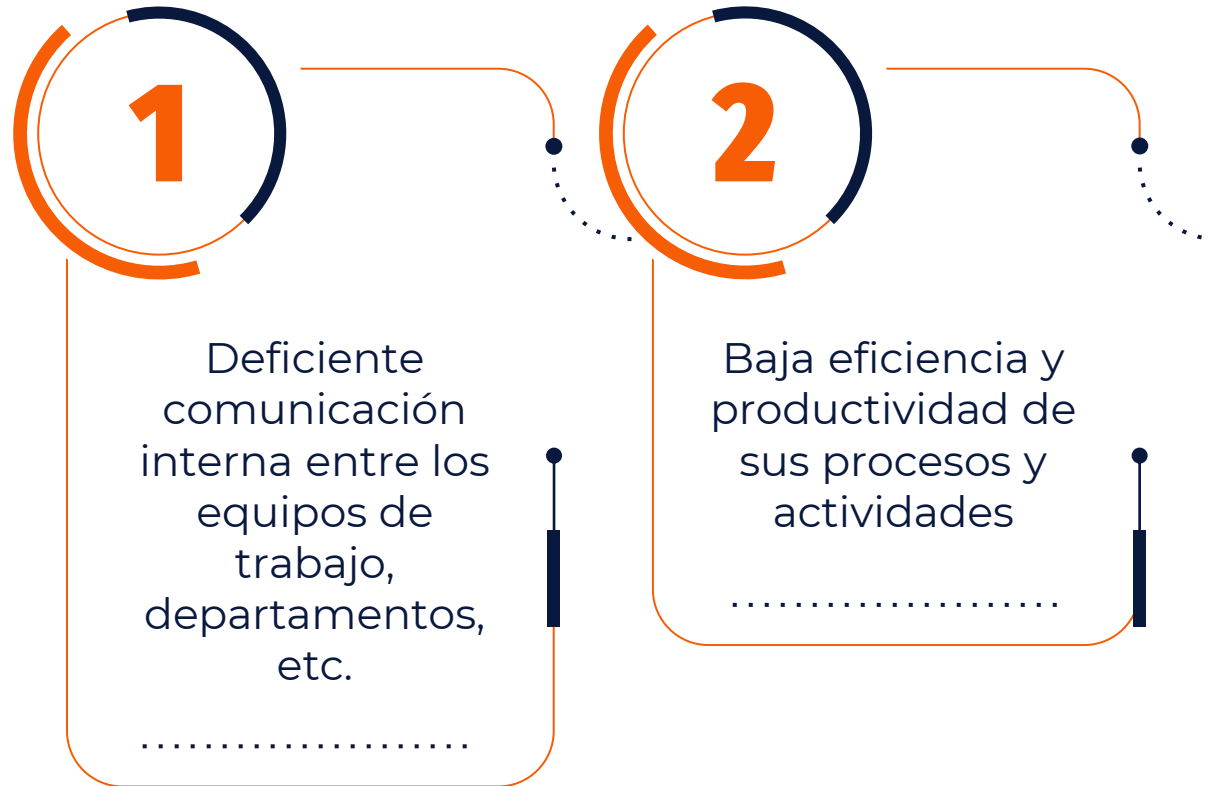 1
Deficiente
comunicación
interna entre los
equipos de
trabajo,
departamentos,
etc.
2
Baja eficiencia y
productividad de
sus procesos y
actividades